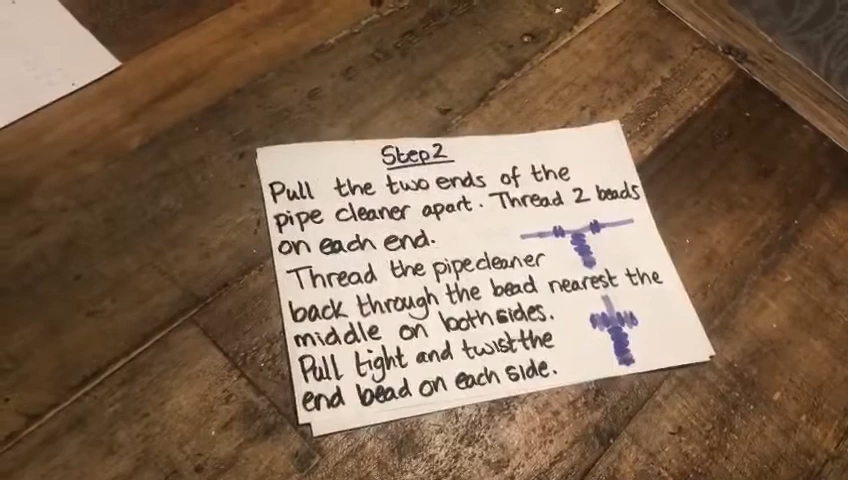 Step 2
Pull the two ends of the
pipe cleaner apart. Thread 2 beads
on each end.
Thread the pipecleaner
back through the bead nearest the
middle on both sides.
Pull tight and twist the
end bead on each side.